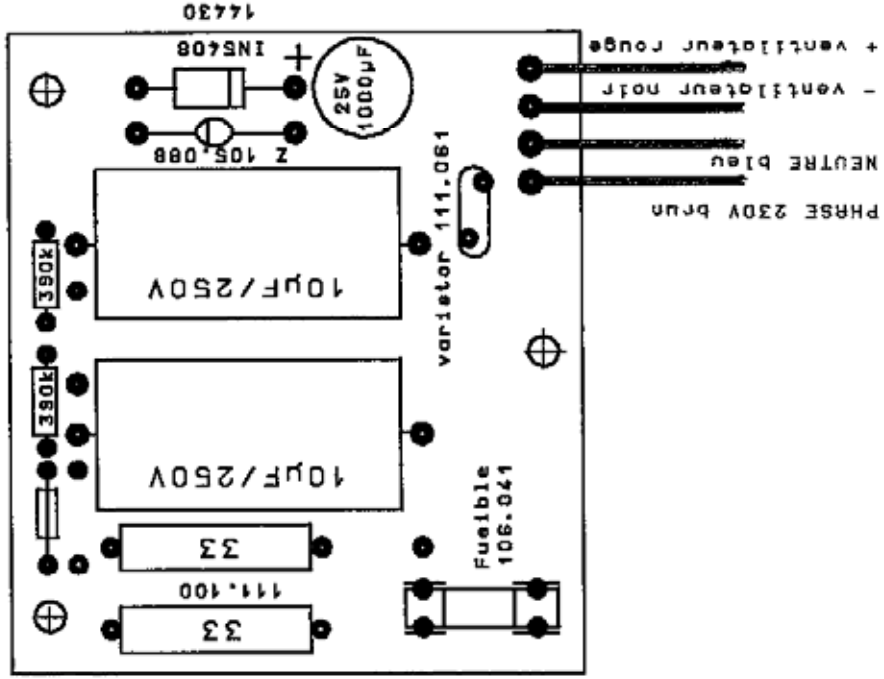 14430
IN5408
+
25V
1000µF
Z 105.088
+ ventilateur rouge
- ventilateur noir
NEUTRE bleu
PHASE 230V brun
varistor 111.061
390k
10µF/250V
390k
10µF/250V
33
111.100
33
Fusible
106.041